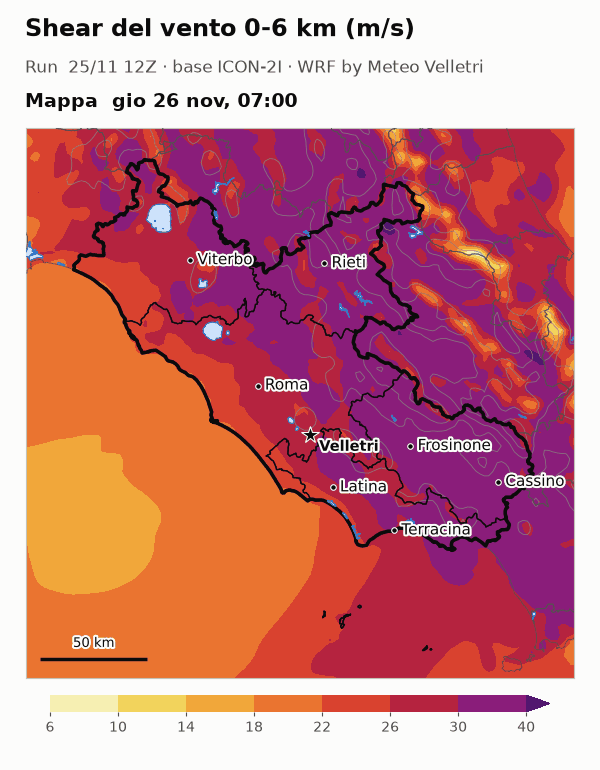 Shear del vento 0-6 km (m/s)
Run  25/11 12Z · base ICON-2I · WRF by Meteo Velletri
Mappa  gio 26 nov, 07:00
Viterbo
Rieti
Roma
Velletri
Frosinone
Cassino
Latina
Terracina
50 km
6 10 14 18 22 26 30 40